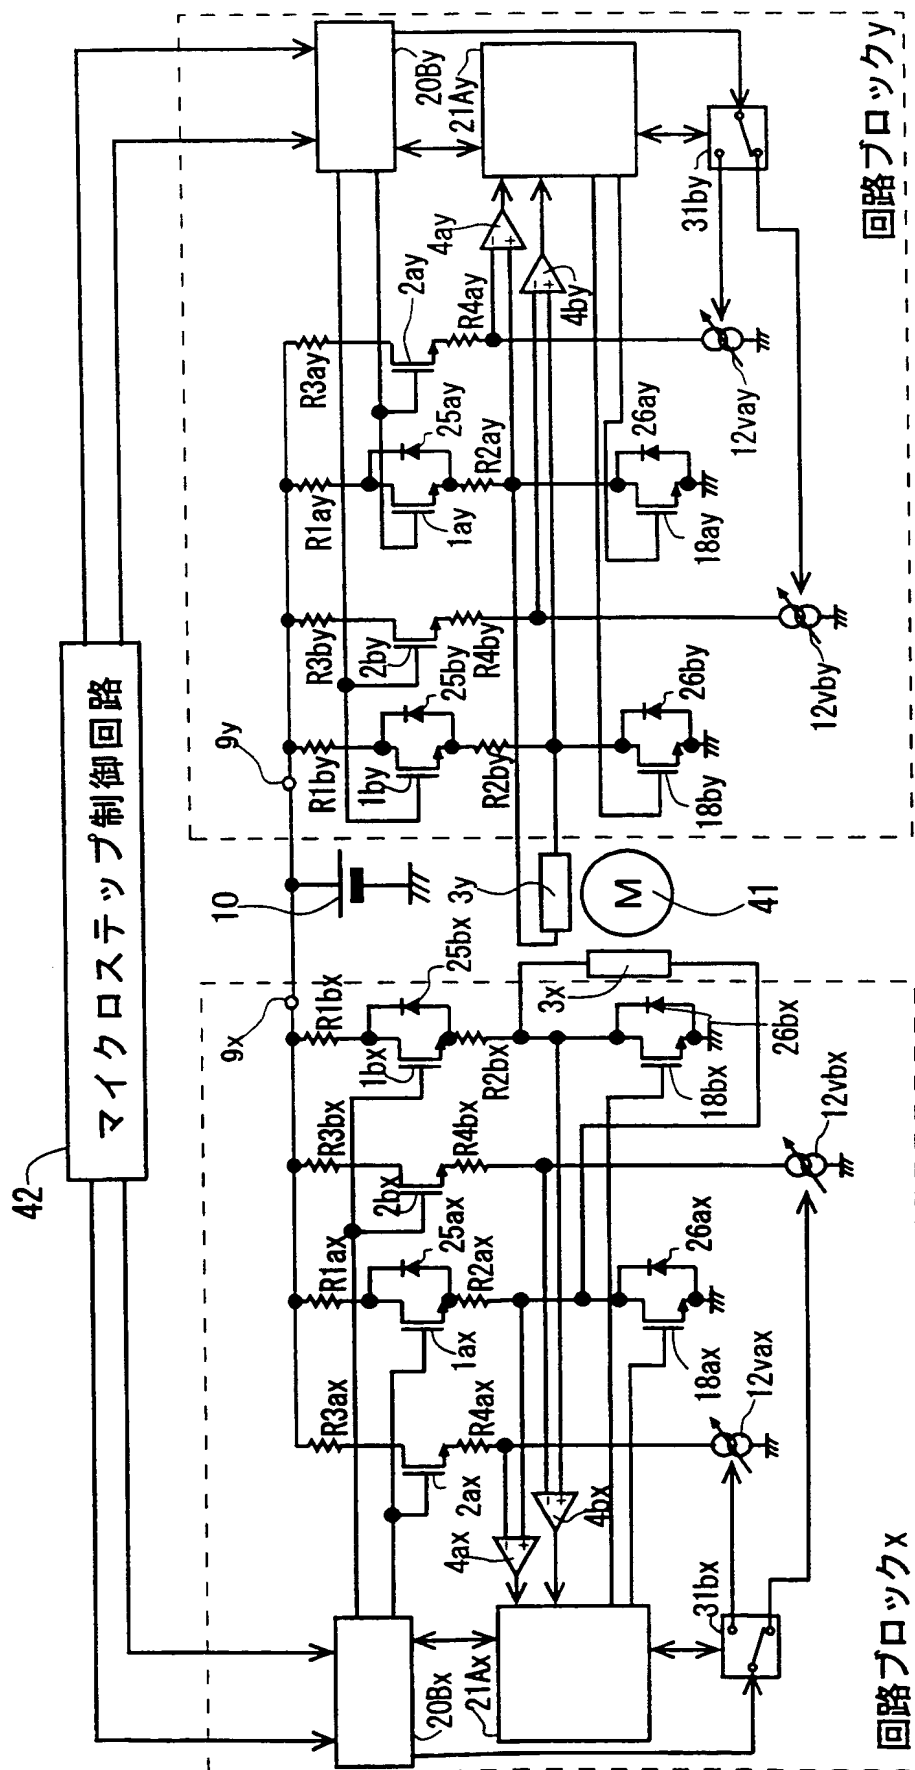 42
マイクロステップ制御回路
9x
10
9y
R3ax
R1ax
R3bx
R1bx
R1by
R3by
R1ay
R3ay
20Bx
2ax
1ax
25ax
2bx
1bx
25bx
1by
25by
2by
1ay
25ay
2ay
20By
R4ax
R2ax
R4bx
R2bx
R2by
R4by
R2ay
R4ay
21Ax
4ax
4bx
3x
3y
4by
4ay
21Ay
M
41
18ax
26ax
18bx
26bx
18by
26by
18ay
26ay
31bx
12vax
12vbx
12vby
12vay
31by
回路ブロックx
回路ブロックy
- +
- +
- +
- +